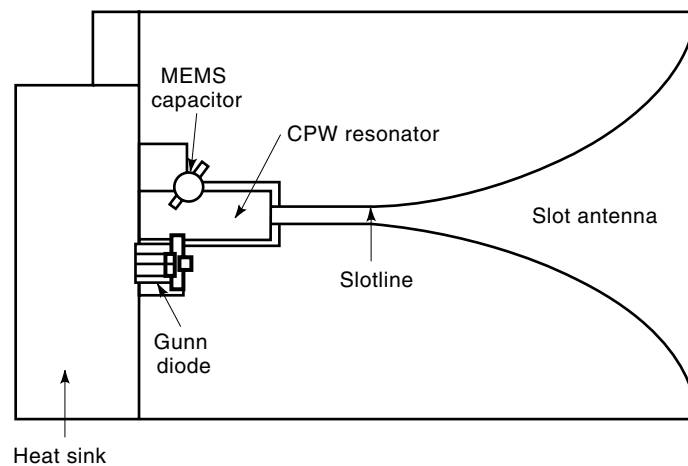 MEMS
capacitor
CPW resonator
Slot antenna
Slotline
Gunn
diode
Heat sink